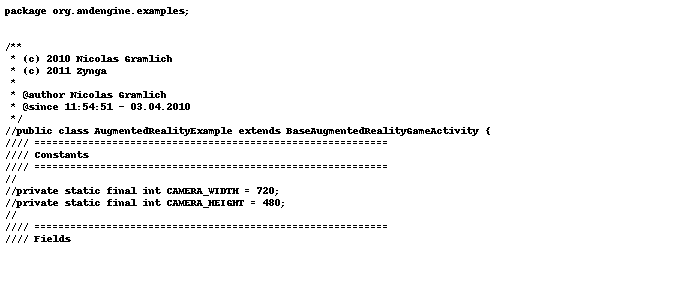 package org.andengine.examples;
/**
 * (c) 2010 Nicolas Gramlich
 * (c) 2011 Zynga
 *
 * @author Nicolas Gramlich
 * @since 11:54:51 - 03.04.2010
 */
//public class AugmentedRealityExample extends BaseAugmentedRealityGameActivity {
//// ===========================================================
//// Constants
//// ===========================================================
//
//private static final int CAMERA_WIDTH = 720;
//private static final int CAMERA_HEIGHT = 480;
//
//// ===========================================================
//// Fields